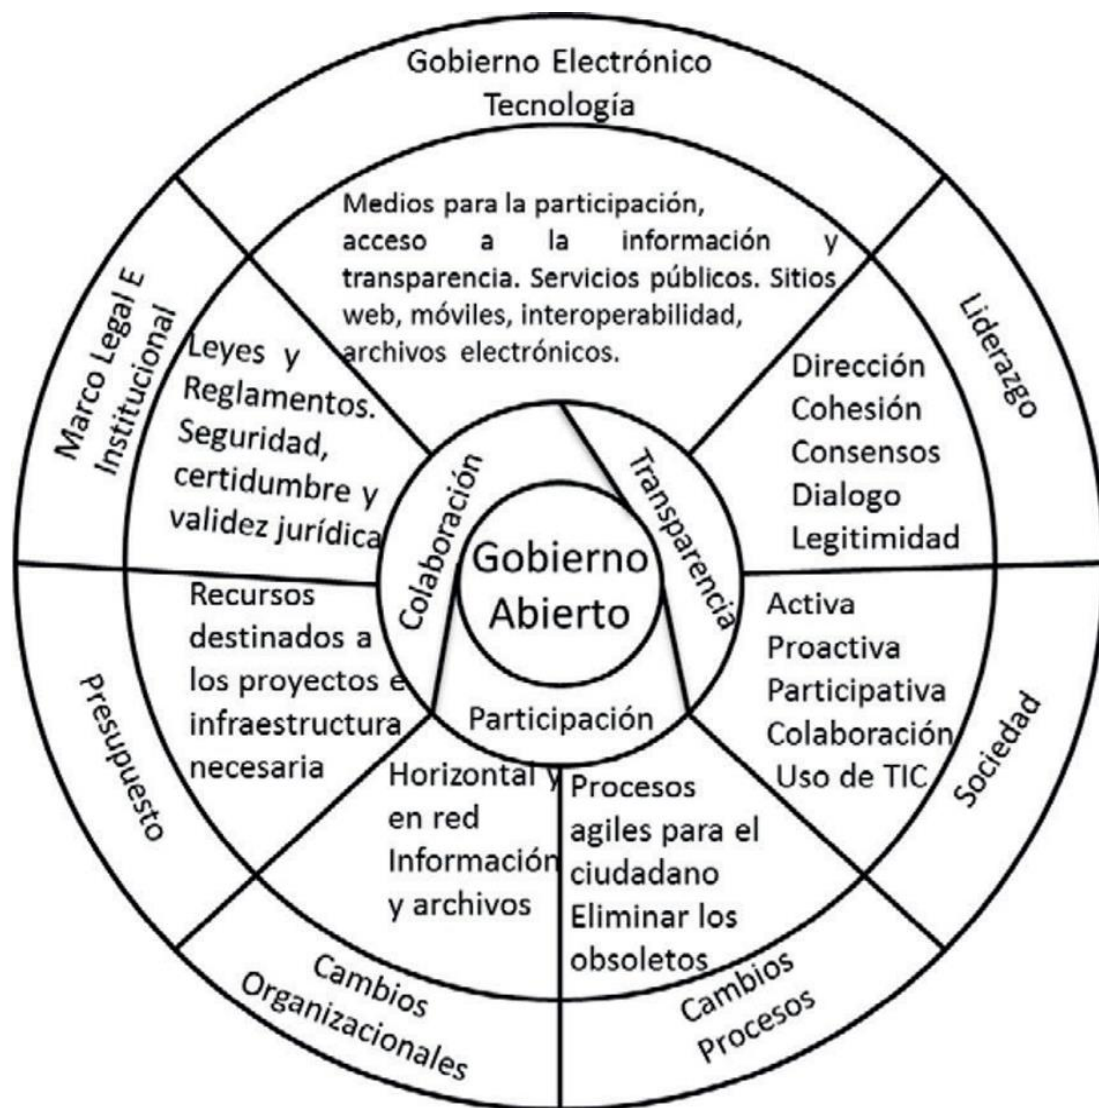 Gobierno Electrónico
Tecnología
Medios para la participación,
acceso a la información y
transparencia. Servicios públicos. Sitios
web, móviles, interoperabilidad,
archivos electrónicos.
Liderazgo
Dirección
Cohesión
Consensos
Dialogo
Legitimidad
Sociedad
Activa
Proactiva
Participativa
Colaboración
Uso de TIC
Cambios
Procesos
Procesos
agiles para el
ciudadano
Eliminar los
obsoletos
Cambios
Organizacionales
Horizontal y
en red
Información
y archivos
Presupuesto
Recursos
destinados a
los proyectos e
infraestructura
necesaria
Marco Legal E
Institucional
Leyes y
Reglamentos.
Seguridad,
certidumbre y
validez jurídica
Colaboración
Transparencia
Participación
Gobierno
Abierto